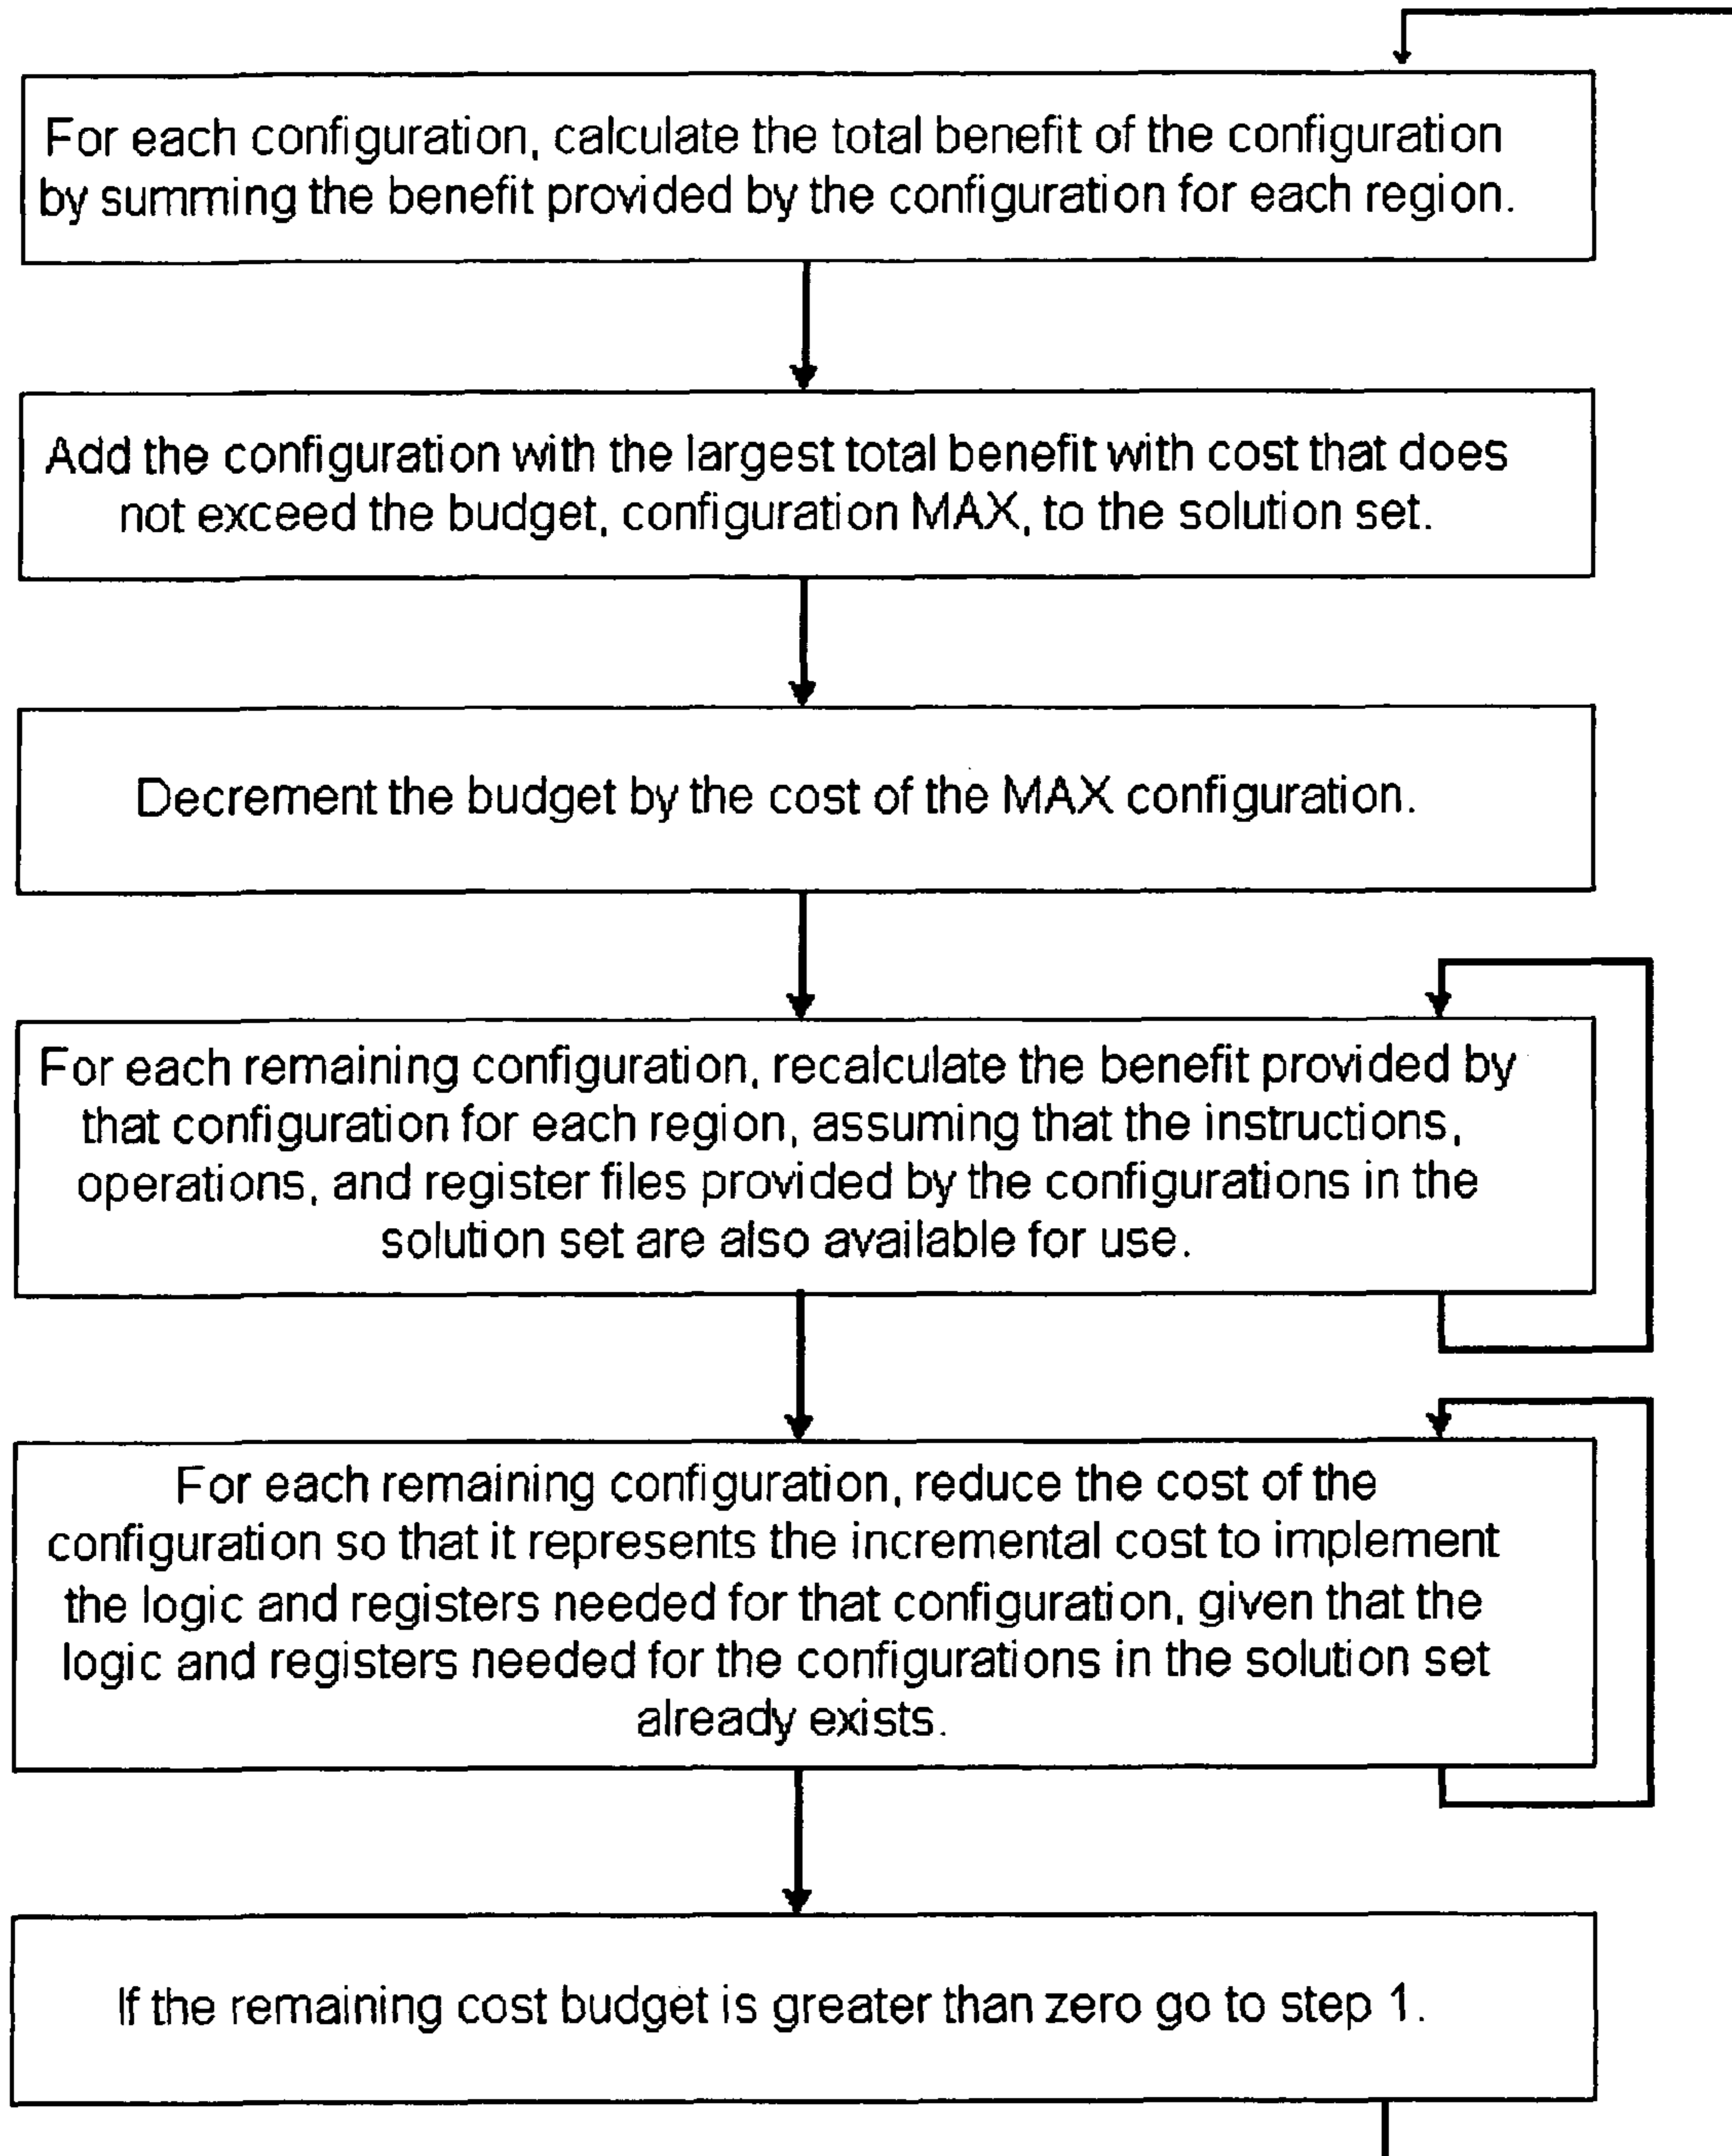 For each configuration, calculate the total benefit of the configuration
by summing the benefit provided by the configuration for each region.
Add the configuration with the largest total benefit with cost that does
not exceed the budget, configuration MAX, to the solution set.
Decrement the budget by the cost of the MAX configuration.
For each remaining configuration, recalculate the benefit provided by
that configuration for each region, assuming that the instructions,
operations, and register files provided by the configurations in the
solution set are also available for use.
For each remaining configuration, reduce the cost of the
configuration so that it represents the incremental cost to implement
the logic and registers needed for that configuration, given that the
logic and registers needed for the configurations in the solution set
already exists.
If the remaining cost budget is greater than zero go to step 1.